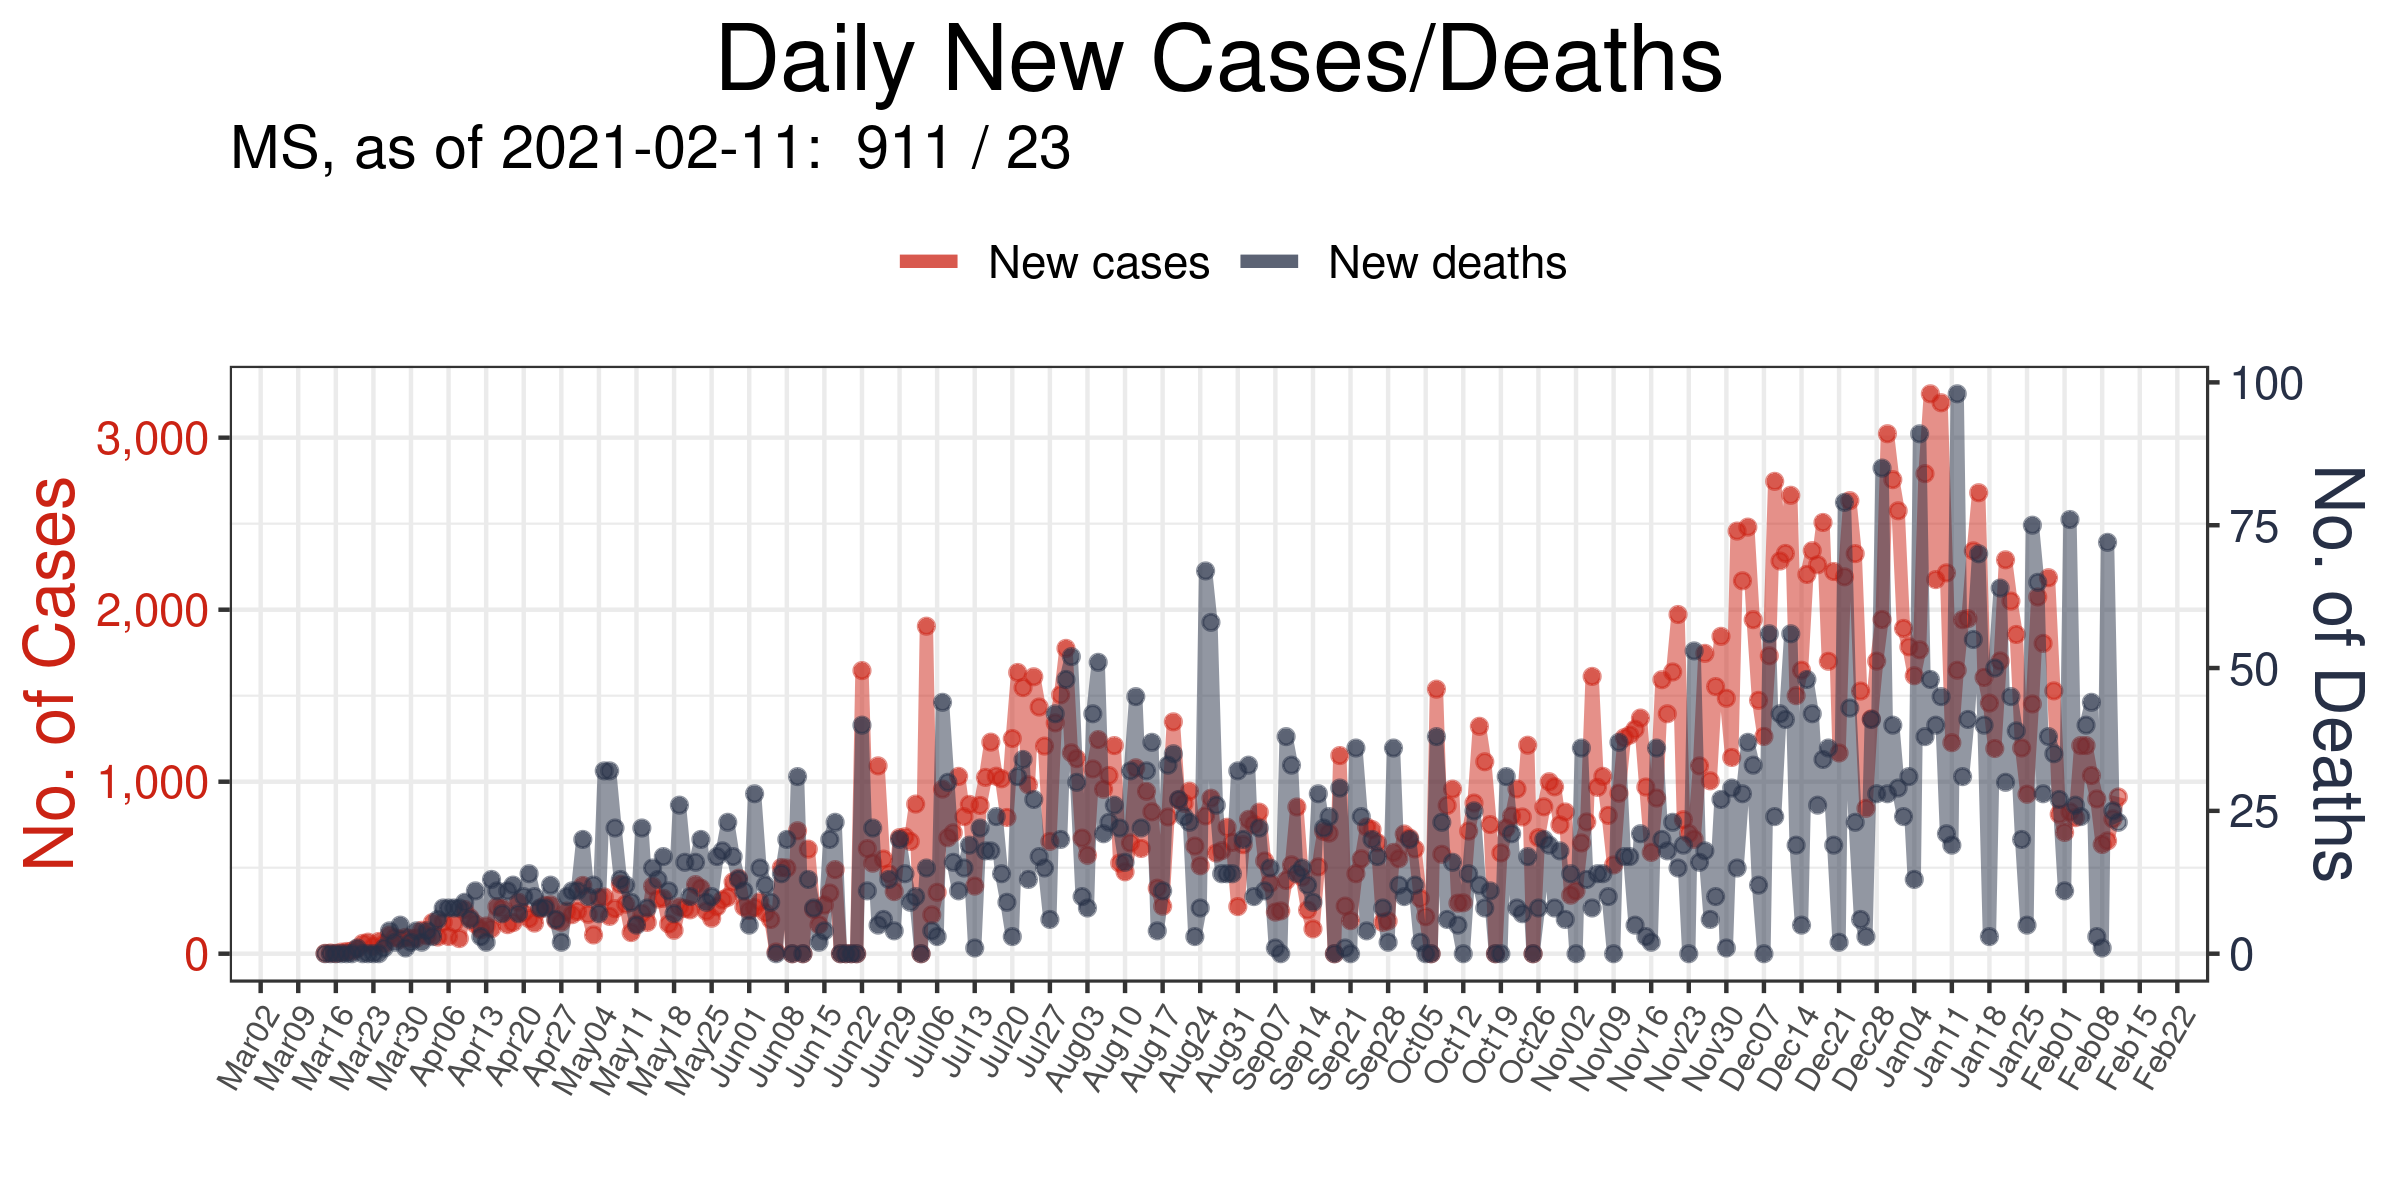 Daily New Cases/Deaths
MS, as of 2021-02-11:  911 / 23
New cases
New deaths
No. of Cases
3,000
2,000
1,000
0
100
75
50
25
0
No. of Deaths
Mar02
Mar09
Mar16
Mar23
Mar30
Apr06
Apr13
Apr20
Apr27
May04
May11
May18
May25
Jun01
Jun08
Jun15
Jun22
Jun29
Jul06
Jul13
Jul20
Jul27
Aug03
Aug10
Aug17
Aug24
Aug31
Sep07
Sep14
Sep21
Sep28
Oct05
Oct12
Oct19
Oct26
Nov02
Nov09
Nov16
Nov23
Nov30
Dec07
Dec14
Dec21
Dec28
Jan04
Jan11
Jan18
Jan25
Feb01
Feb08
Feb15
Feb22